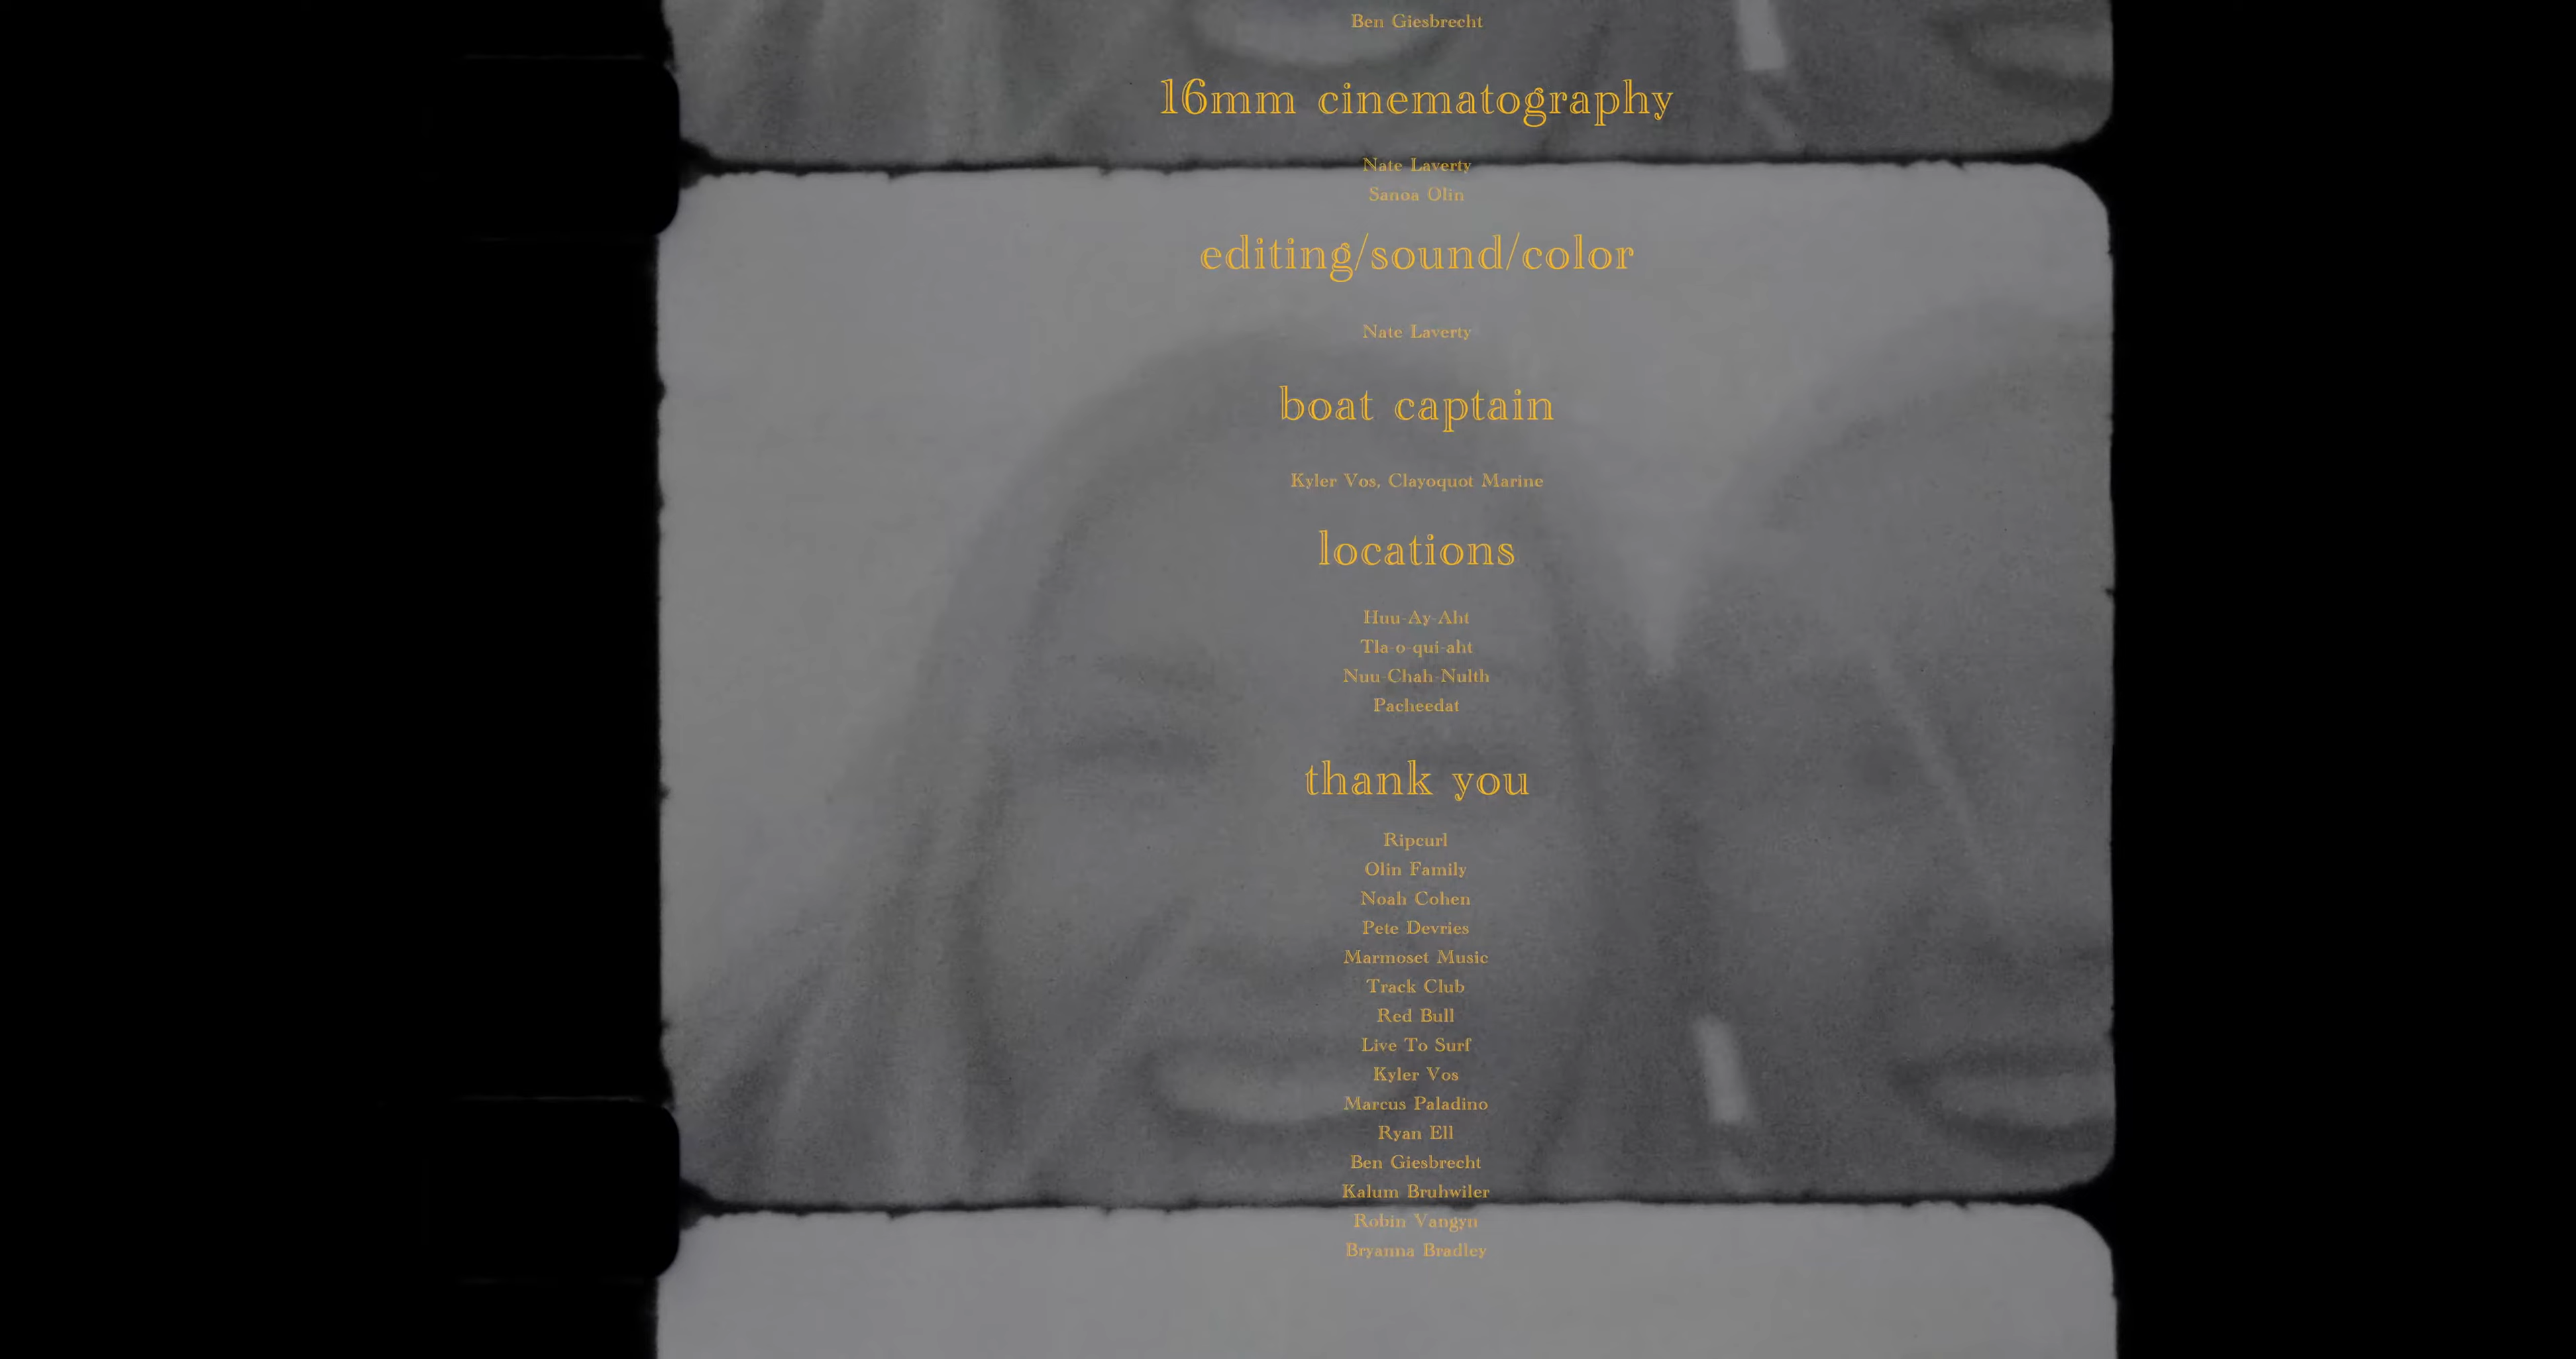 Ben Giesbrecht
16mm cinematography
Nate Laverty
Sanoa Olin
editing/sound/color
Nate Laverty
boat captain
Kyler Vos, Clayoquot Marine
locations
Huu-Ay-Aht
Tla-o-qui-aht
Nuu-Chah-Nulth
Pacheedat
thank you
Ripcurl
Olin Family
Noah Cohen
Pete Devries
Marmoset Music
Track Club
Red Bull
Live To Surf
Kyler Vos
Marcus Paladino
Ryan Ell
Ben Giesbrecht
Kalum Bruhwiler
Robin Vangyn
Bryanna Bradley